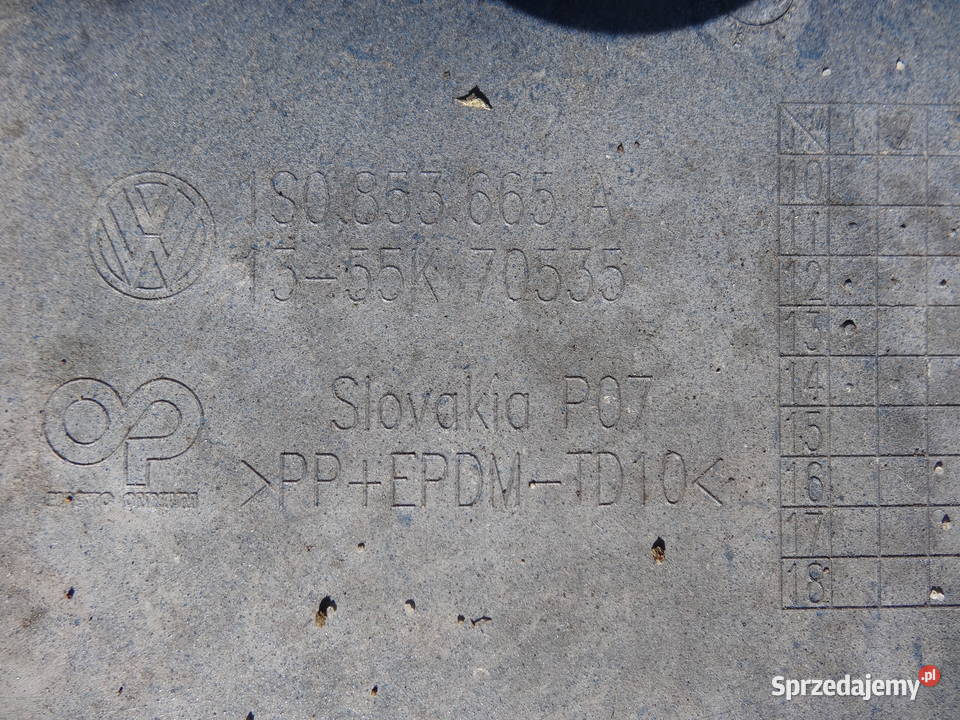 1S0.853.665.A
13-55K 70535
Slovakia P07
>PP+EPDM-TD10<
10
11
12
13
14
15
16
17
18
Sprzedajemy.pl